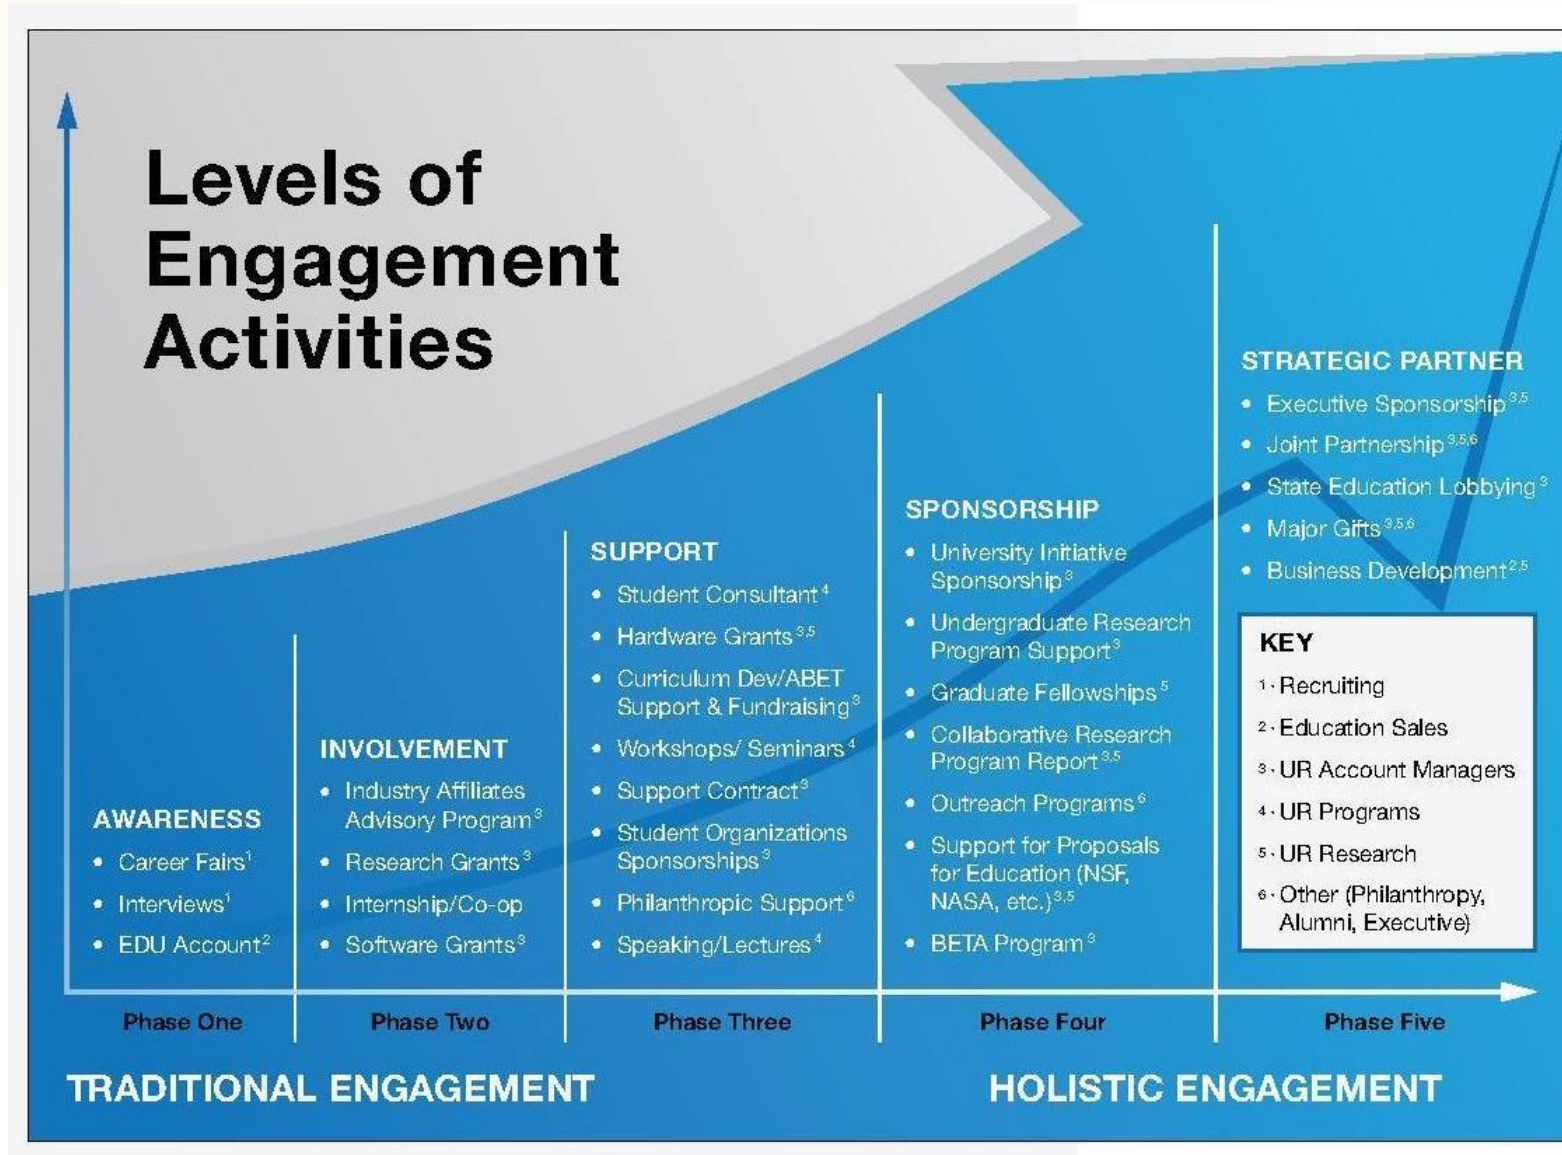 Levels of
Engagement
Activities
AWARENESS
• Career Fairs¹
• Interviews¹
• EDU Account²
INVOLVEMENT
• Industry Affiliates
Advisory Program³
• Research Grants³
• Internship/Co-op
• Software Grants³
SUPPORT
• Student Consultant⁴
• Hardware Grants³,⁵
• Curriculum Dev/ABET
Support & Fundraising³
• Workshops/ Seminars⁴
• Support Contract³
• Student Organizations
Sponsorships³
• Philanthropic Support⁶
• Speaking/Lectures⁴
SPONSORSHIP
• University Initiative
Sponsorship³
• Undergraduate Research
Program Support³
• Graduate Fellowships⁵
• Collaborative Research
Program Report³,⁵
• Outreach Programs⁶
• Support for Proposals
for Education (NSF,
NASA, etc.)³,⁵
• BETA Program³
STRATEGIC PARTNER
• Executive Sponsorship³,⁵
• Joint Partnership³,⁵,⁶
• State Education Lobbying³
• Major Gifts³,⁵,⁶
• Business Development²,⁵
KEY
¹· Recruiting
²· Education Sales
³· UR Account Managers
⁴· UR Programs
⁵· UR Research
⁶· Other (Philanthropy,
Alumni, Executive)
Phase One
Phase Two
Phase Three
Phase Four
Phase Five
TRADITIONAL ENGAGEMENT
HOLISTIC ENGAGEMENT